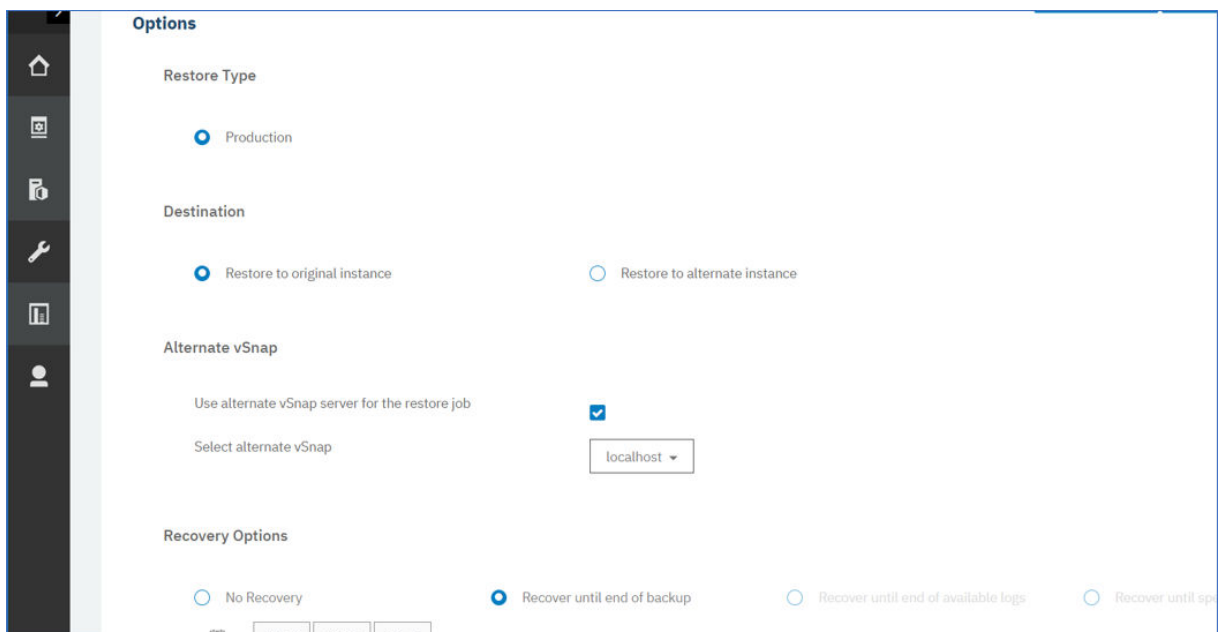 Options
Restore Type
Production
Destination
Restore to original instance Restore to alternate instance
Alternate vSnap
Use alternate vSnap server for the restore job
Select alternate vSnap
localhost
Recovery Options
No Recovery Recover until end of backup Recover until end of available logs Recover until